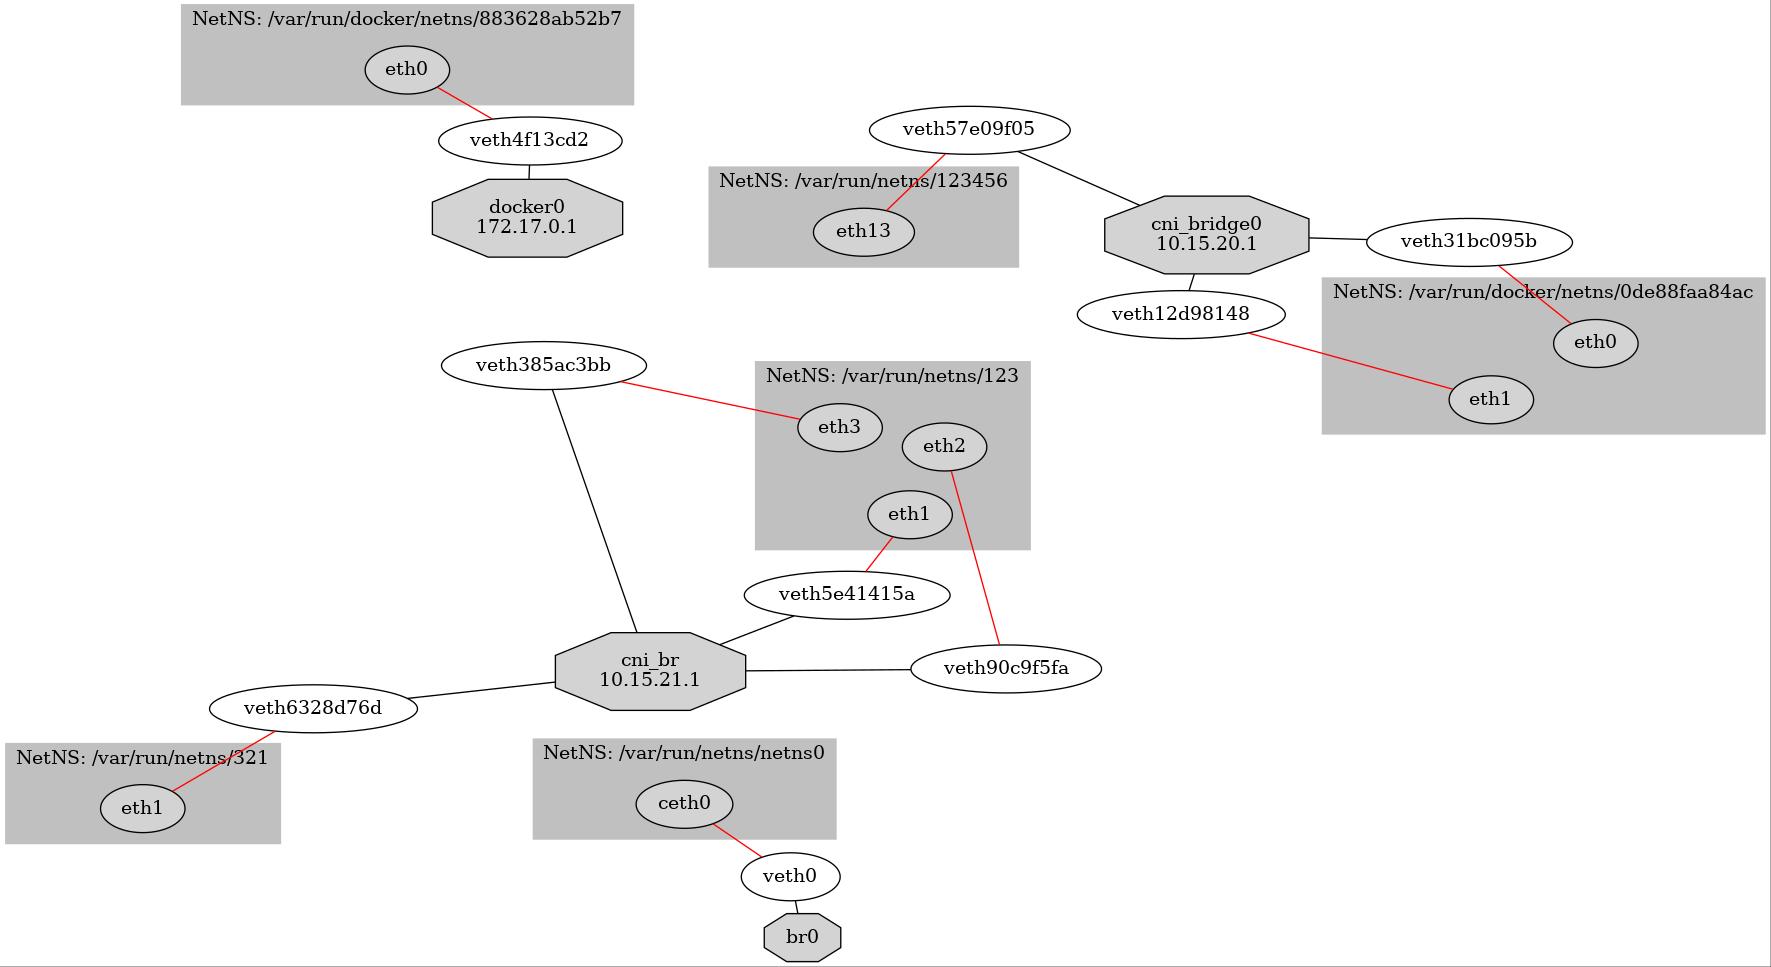 NetNS: /var/run/docker/netns/883628ab52b7
eth0
veth4f13cd2
docker0
172.17.0.1
veth57e09f05
NetNS: /var/run/netns/123456
eth13
cni_bridge0
10.15.20.1
veth31bc095b
veth12d98148
NetNS: /var/run/docker/netns/0de88faa84ac
eth0
eth1
veth385ac3bb
NetNS: /var/run/netns/123
eth3
eth2
eth1
veth5e41415a
cni_br
10.15.21.1
veth90c9f5fa
veth6328d76d
NetNS: /var/run/netns/321
eth1
NetNS: /var/run/netns/netns0
ceth0
veth0
br0